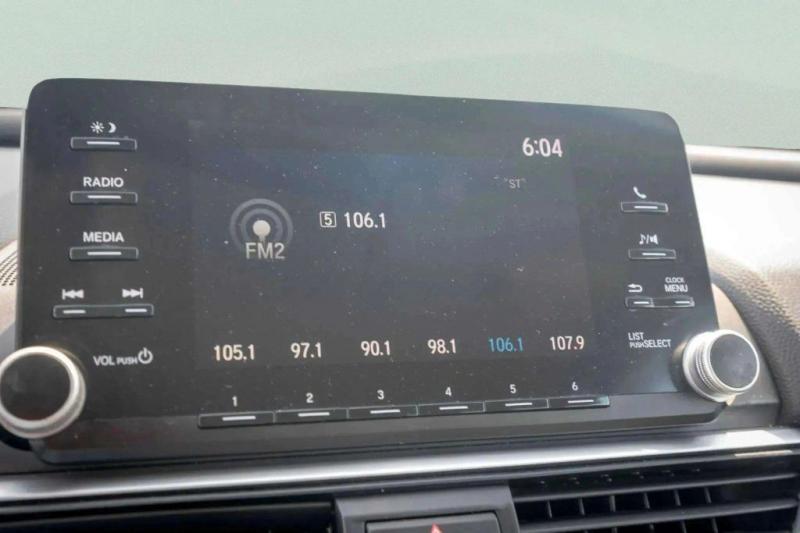 6:04
RADIO
"ST"
5 106.1
FM2
MEDIA
CLOCK
MENU
VOL PUSH
LIST
PUSH SELECT
105.1 97.1 90.1 98.1 106.1 107.9
1 2 3 4 5 6